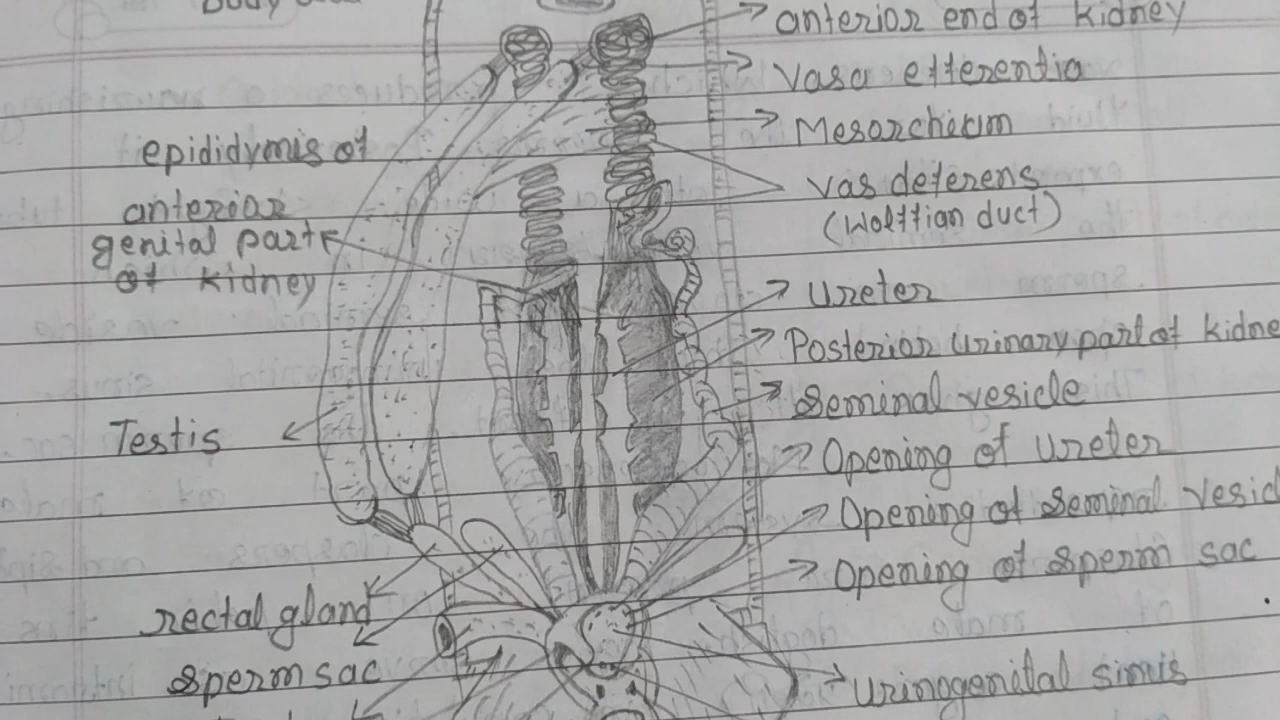 Body
anterior end of kidney
Vasa efferentia
Mesorchium
epididymis of
anterior
genital part
of kidney
vas deferens
(Wolffian duct)
Ureter
Posterior urinary part of kidne
Seminal vesicle
Testis
Opening of Ureter
Opening of Seminal vesic
Opening of Sperm sac
rectal gland
Sperm sac
Urinogenital sinus